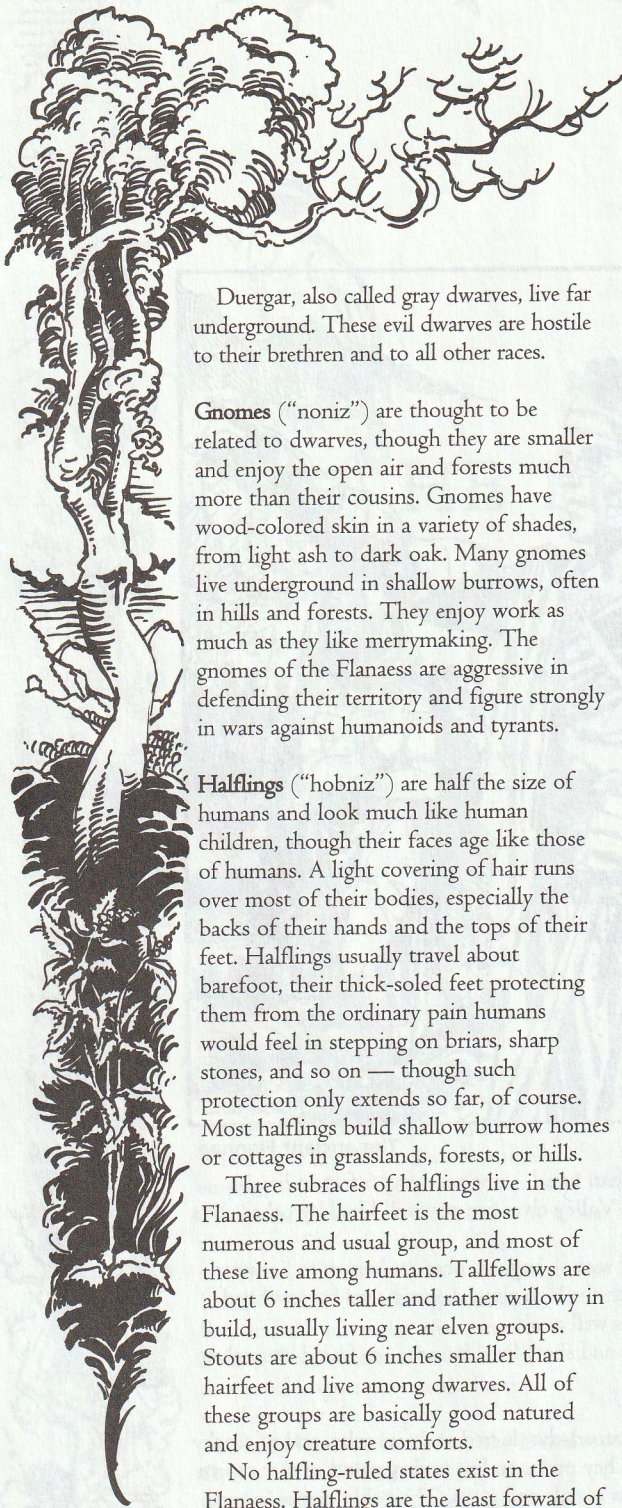 Duergar, also called gray dwarves, live far
underground. These evil dwarves are hostile
to their brethren and to all other races.
Gnomes (“noniz”) are thought to be
related to dwarves, though they are smaller
and enjoy the open air and forests much
more than their cousins. Gnomes have
wood-colored skin in a variety of shades,
from light ash to dark oak. Many gnomes
live underground in shallow burrows, often
in hills and forests. They enjoy work as
much as they like merrymaking. The
gnomes of the Flanaess are aggressive in
defending their territory and figure strongly
in wars against humanoids and tyrants.
Halflings (“hobniz”) are half the size of
humans and look much like human
children, though their faces age like those
of humans. A light covering of hair runs
over most of their bodies, especially the
backs of their hands and the tops of their
feet. Halflings usually travel about
barefoot, their thick-soled feet protecting
them from the ordinary pain humans
would feel in stepping on briars, sharp
stones, and so on — though such
protection only extends so far, of course.
Most halflings build shallow burrow homes
or cottages in grasslands, forests, or hills.
Three subraces of halflings live in the
Flanaess. The hairfeet is the most
numerous and usual group, and most of
these live among humans. Tallfellows are
about 6 inches taller and rather willowy in
build, usually living near elven groups.
Stouts are about 6 inches smaller than
hairfeet and live among dwarves. All of
these groups are basically good natured
and enjoy creature comforts.
No halfling-ruled states exist in the
Flanaess. Halflings are the least forward of